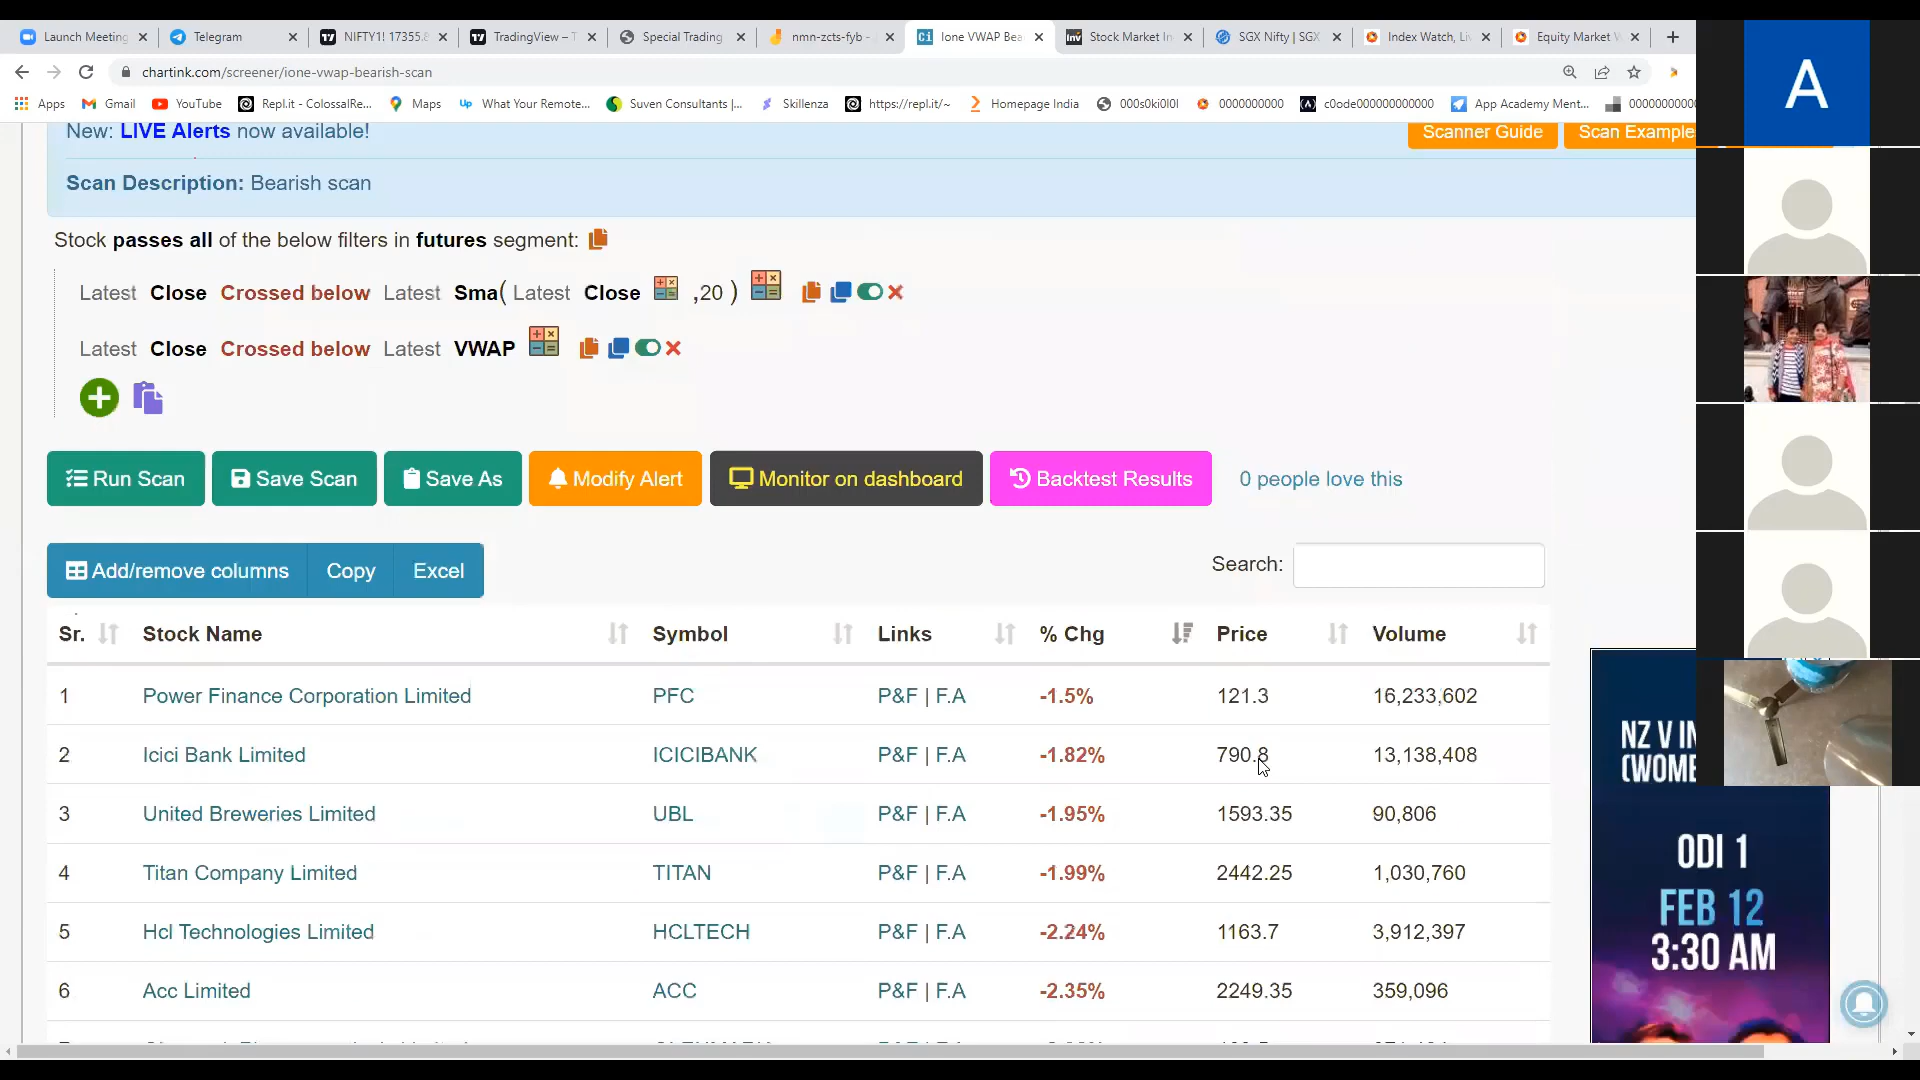 Launch Meeting
Telegram
NIFTY1! 17355.8
TradingView – T
Special Trading
nmn-zcts-fyb -
Ione VWAP Bea
Stock Market In
SGX Nifty | SGX
Index Watch, Li
Equity Market W
chartink.com/screener/ione-vwap-bearish-scan
Apps
Gmail
YouTube
Repl.it - ColossalRe...
Maps
What Your Remote...
Suven Consultants |...
Skillenza
https://repl.it/~
Homepage India
000s0ki0l0l
0000000000
c0ode000000000000
App Academy Ment...
New: LIVE Alerts now available!
Scanner Guide
Scan Example
Scan Description: Bearish scan
Stock passes all of the below filters in futures segment:
Latest Close Crossed below Latest Sma( Latest Close ,20 )
Latest Close Crossed below Latest VWAP
Run Scan
Save Scan
Save As
Modify Alert
Monitor on dashboard
Backtest Results
0 people love this
Add/remove columns
Copy
Excel
Search:
Sr. Stock Name Symbol Links % Chg Price Volume
1 Power Finance Corporation Limited PFC P&F | F.A -1.5% 121.3 16,233,602
2 Icici Bank Limited ICICIBANK P&F | F.A -1.82% 790.8 13,138,408
3 United Breweries Limited UBL P&F | F.A -1.95% 1593.35 90,806
4 Titan Company Limited TITAN P&F | F.A -1.99% 2442.25 1,030,760
5 Hcl Technologies Limited HCLTECH P&F | F.A -2.24% 1163.7 3,912,397
6 Acc Limited ACC P&F | F.A -2.35% 2249.35 359,096
A
NZ V IN
(WOME
ODI 1
FEB 12
3:30 AM